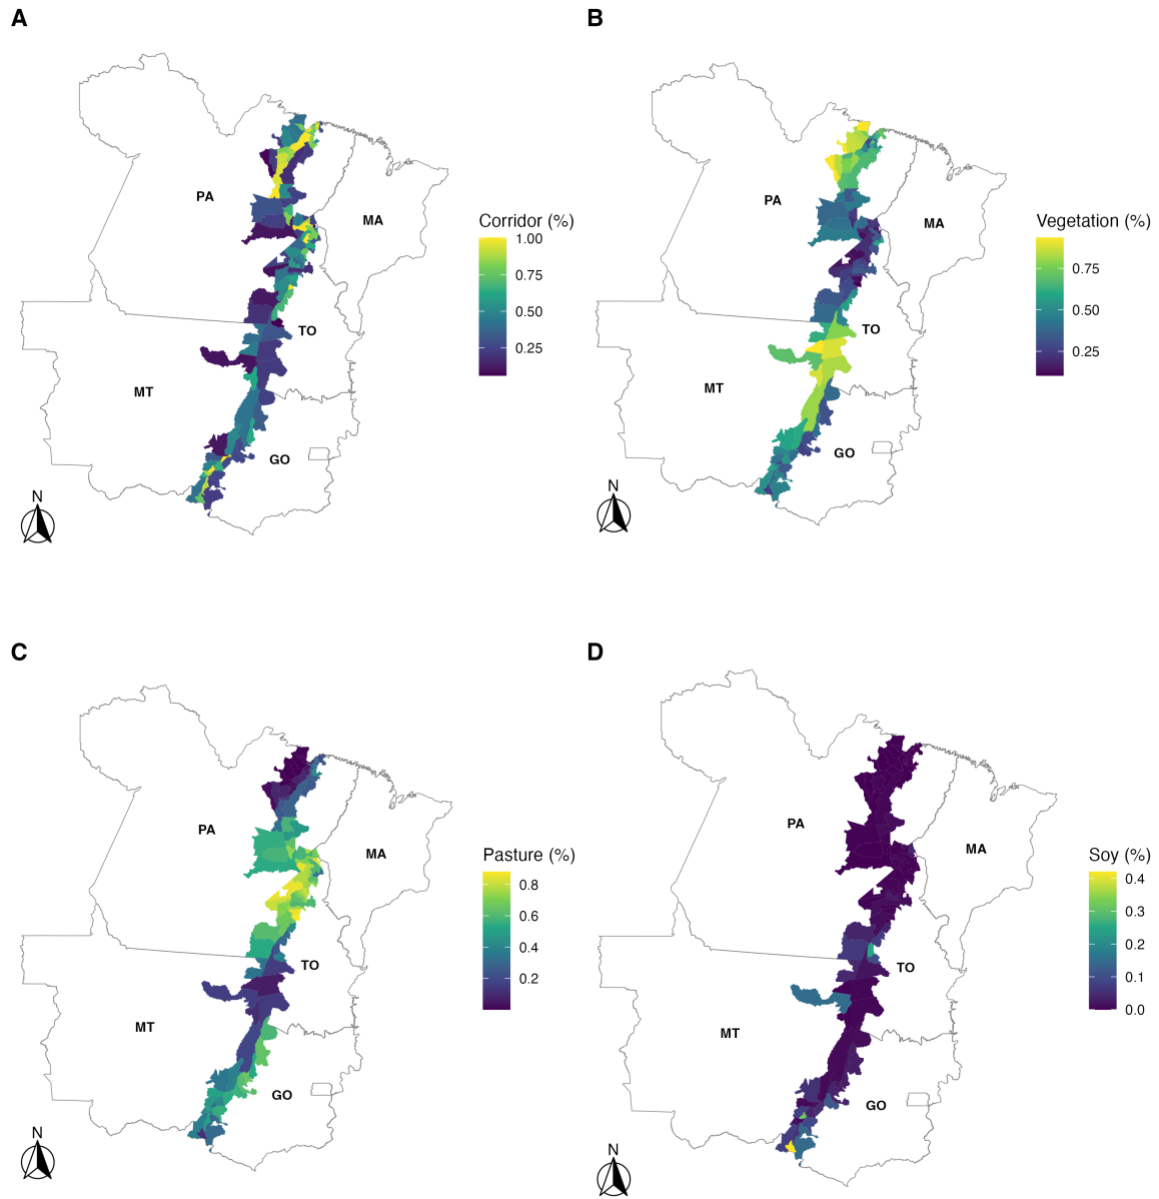 A
B
PA
MA
TO
MT
GO
N
Corridor (%)
1.00
0.75
0.50
0.25
PA
MA
TO
MT
GO
N
Vegetation (%)
0.75
0.50
0.25
C
D
PA
MA
TO
MT
GO
N
Pasture (%)
0.8
0.6
0.4
0.2
PA
MA
TO
MT
GO
N
Soy (%)
0.4
0.3
0.2
0.1
0.0